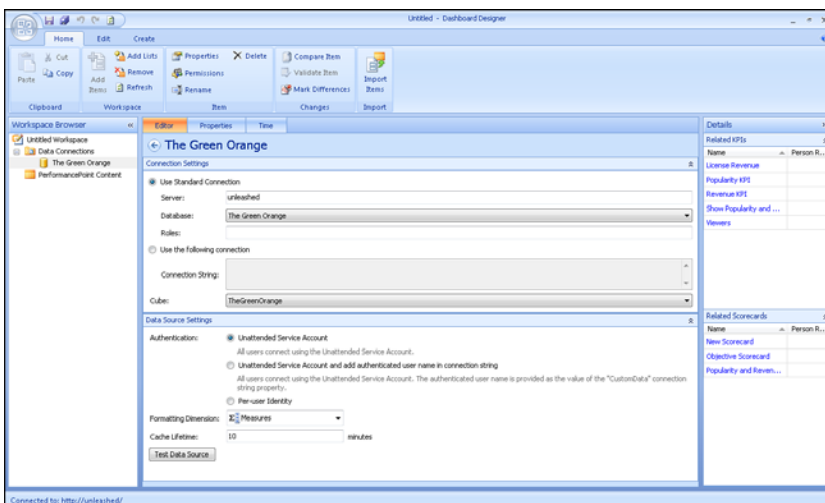 Untitled - Dashboard Designer
Home Edit Create
Paste
Cut
Copy
Clipboard
Add Items
Add Lists
Remove
Refresh
Workspace
Properties
Permissions
Rename
Delete
Item
Compare Item
Validate Item
Mark Differences
Changes
Import Items
Import
Workspace Browser
Untitled Workspace
Data Connections
The Green Orange
PerformancePoint Content
Editor Properties Time
The Green Orange
Connection Settings
Use Standard Connection
Server: unleashed
Database: The Green Orange
Roles:
Use the following connection
Connection String:
Cube: TheGreenOrange
Data Source Settings
Authentication: Unattended Service Account
All users connect using the Unattended Service Account.
Unattended Service Account and add authenticated user name in connection string
All users connect using the Unattended Service Account. The authenticated user name is provided as the value of the "CustomData" connection
string property.
Per-user Identity
Formatting Dimension: Measures
Cache Lifetime: 10 minutes
Test Data Source
Details
Related KPIs
Name Person R...
License Revenue
Popularity KPI
Revenue KPI
Show Popularity and ...
Viewers
Related Scorecards
Name Person R...
New Scorecard
Objective Scorecard
Popularity and Reven...
Connected to: http://unleashed/